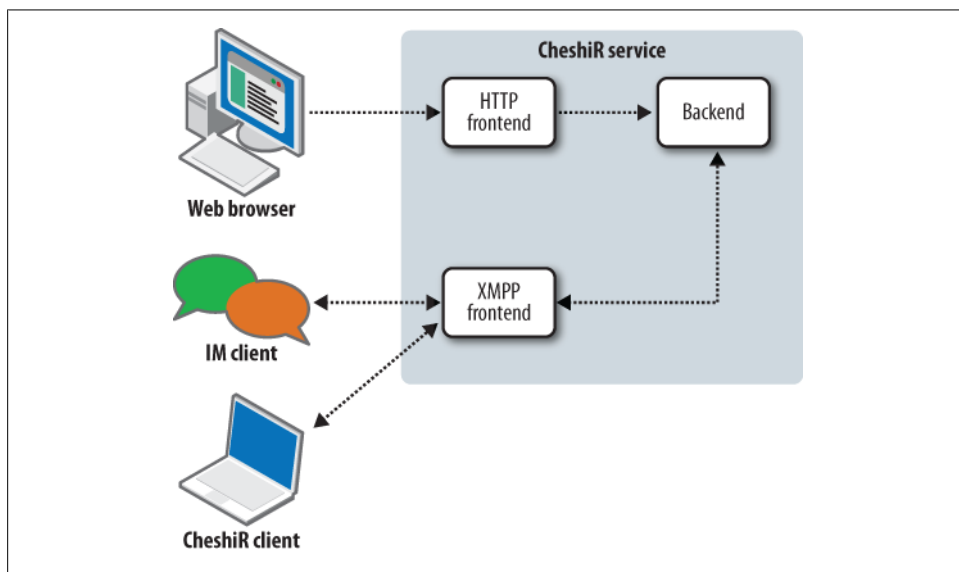 CheshiR service
HTTP
frontend
Backend
Web browser
XMPP
frontend
IM client
CheshiR client